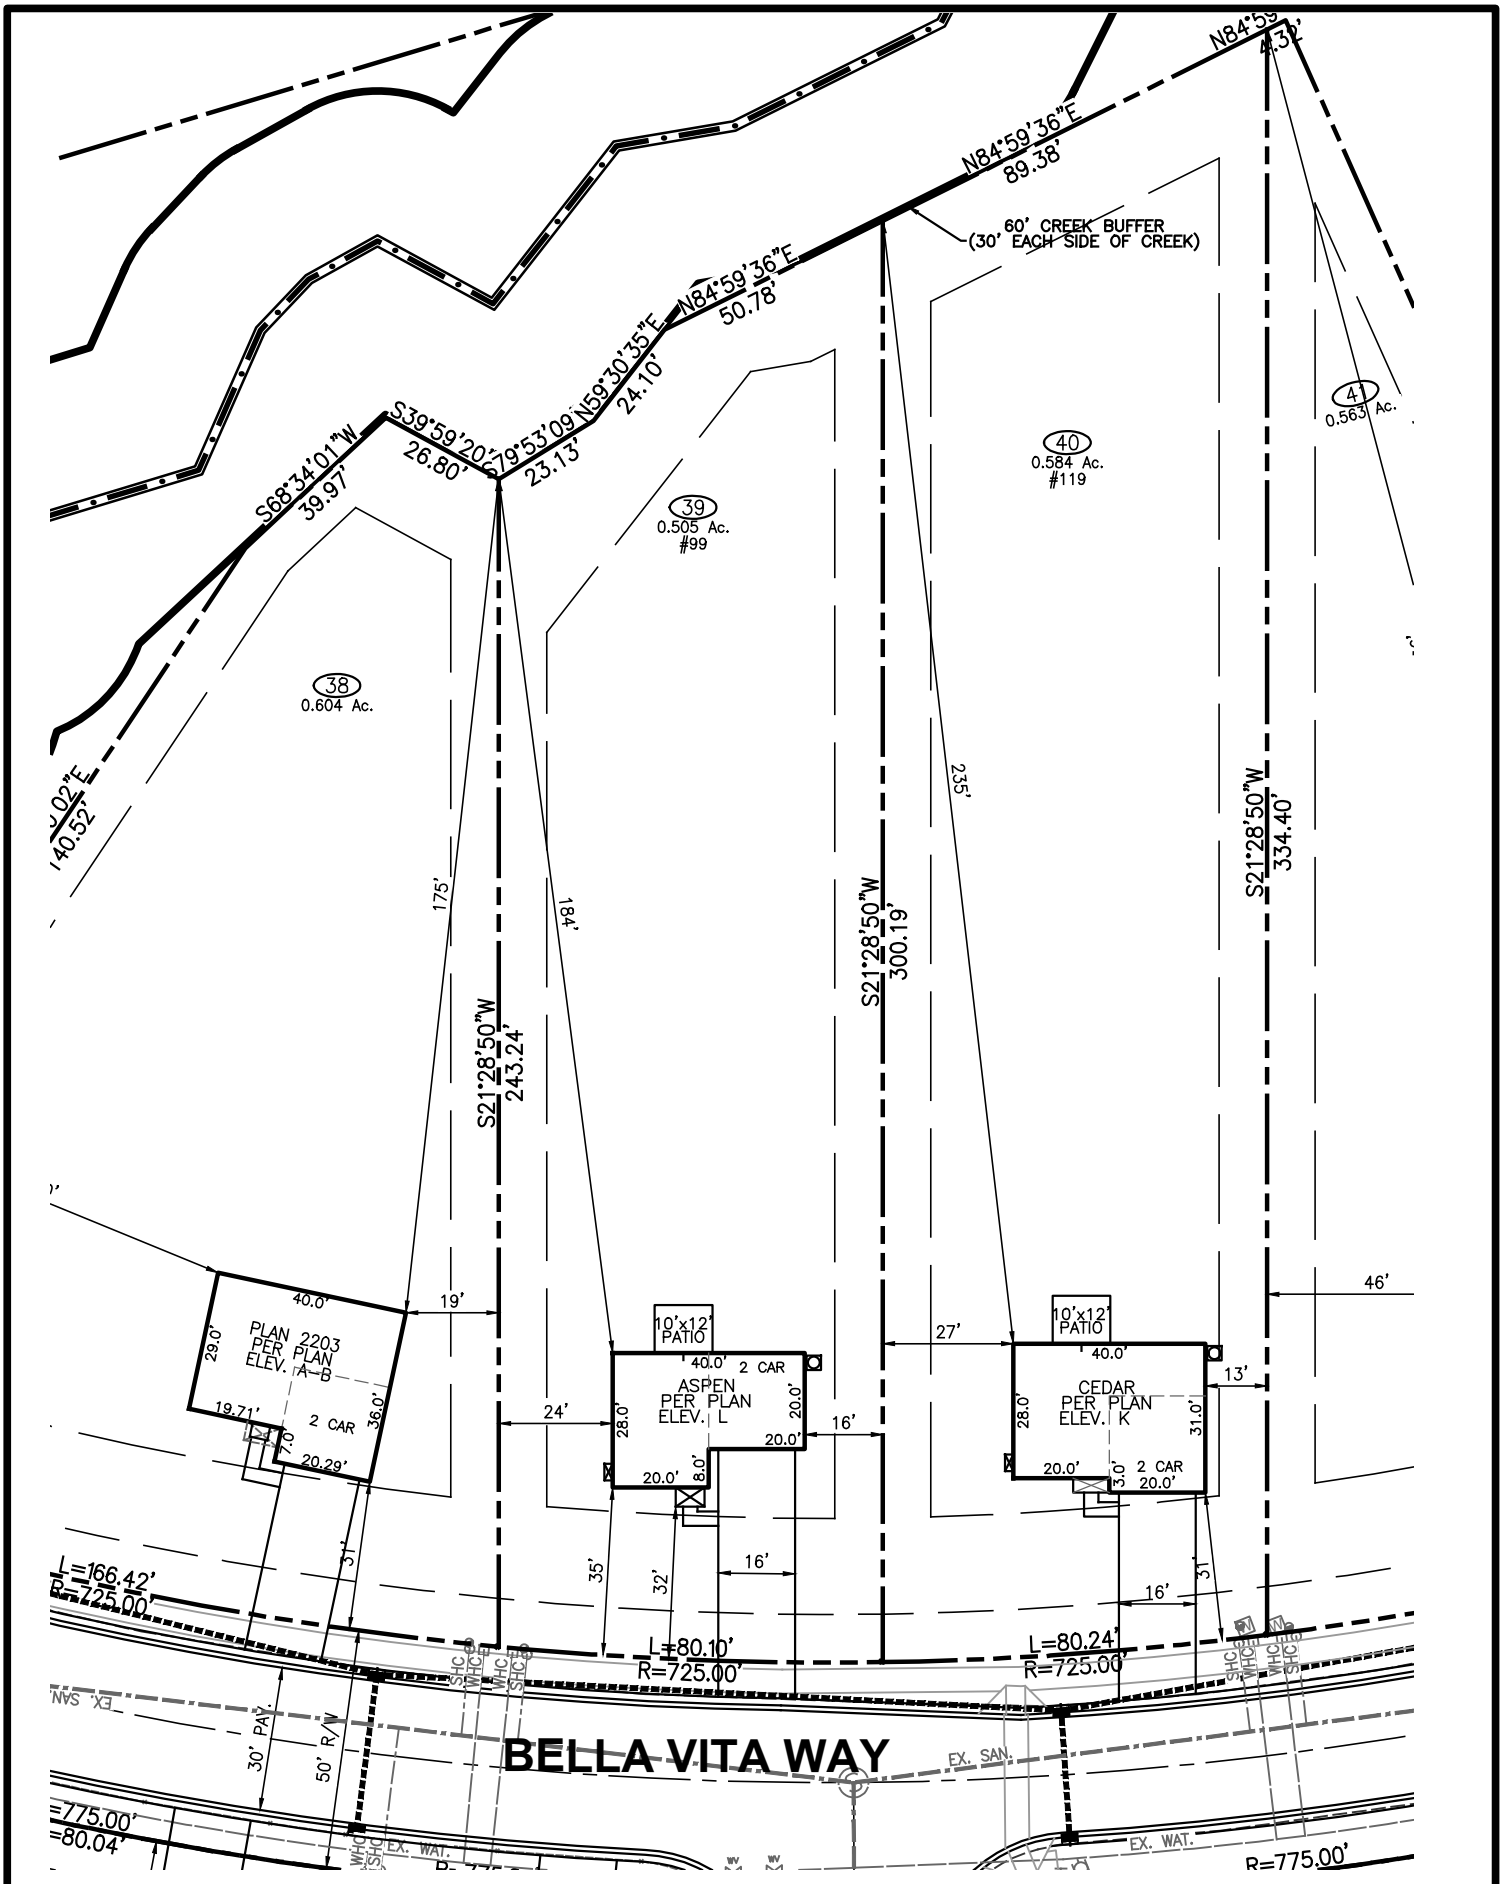 N84°59'
4.32'
N84°59'36"E
89.38'
60' CREEK BUFFER
(30' EACH SIDE OF CREEK)
N84°59'36"E
50.78'
N59°30'35"E
24.10'
S79°53'09"
23.13'
S39°59'20"
26.80'
S68°34'01"W
39.97'
41
0.563 Ac.
40
0.584 Ac.
#119
39
0.505 Ac.
#99
38
0.604 Ac.
02"E
140.52'
235'
175'
184'
S21°28'50"W
334.40'
S21°28'50"W
300.19'
S21°28'50"W
243.24'
40.0'
PLAN 2203
PER PLAN
ELEV. A-B
29.0'
36.0'
19.71'
2 CAR
7.0'
20.29'
19'
10'x12'
PATIO
40.0'
2 CAR
ASPEN
PER PLAN
ELEV. L
28.0'
20.0'
20.0'
20.0'
8.0'
24'
16'
27'
10'x12'
PATIO
40.0'
CEDAR
PER PLAN
ELEV. K
28.0'
31.0'
2 CAR
20.0'
3.0'
20.0'
13'
46'
31'
35'
32'
16'
16'
31'
L=166.42'
R=725.00'
L=80.10'
R=725.00'
L=80.24'
R=725.00'
SHC
WHC
WHC
SHC
SHC
WHC
WHC
SHC
EX. SAN.
30' PAV.
50' R/W
BELLA VITA WAY
EX. SAN.
S
=775.00'
=80.04'
WHC
SHC
EX. WAT.
WV
WV
EX. WAT.
R=775.00'